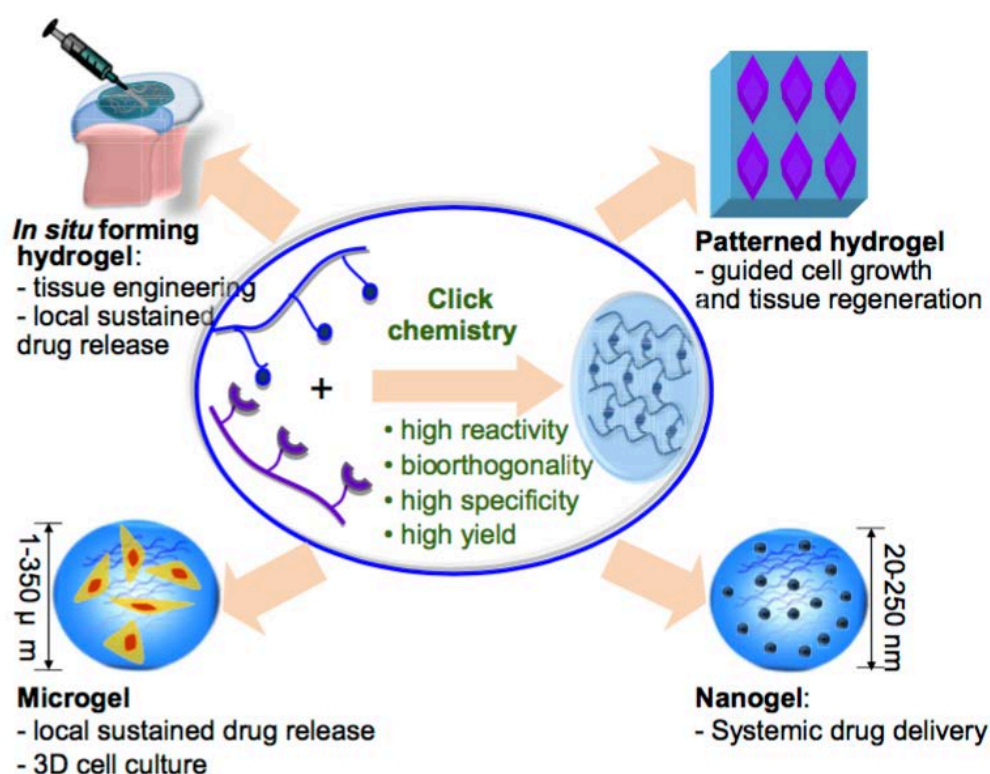 In situ forming
hydrogel:
- tissue engineering
- local sustained
drug release
Patterned hydrogel
- guided cell growth
and tissue regeneration
Click
chemistry
+
• high reactivity
• bioorthogonality
• high specificity
• high yield
1-350 μ m
Microgel
- local sustained drug release
- 3D cell culture
20-250 nm
Nanogel:
- Systemic drug delivery